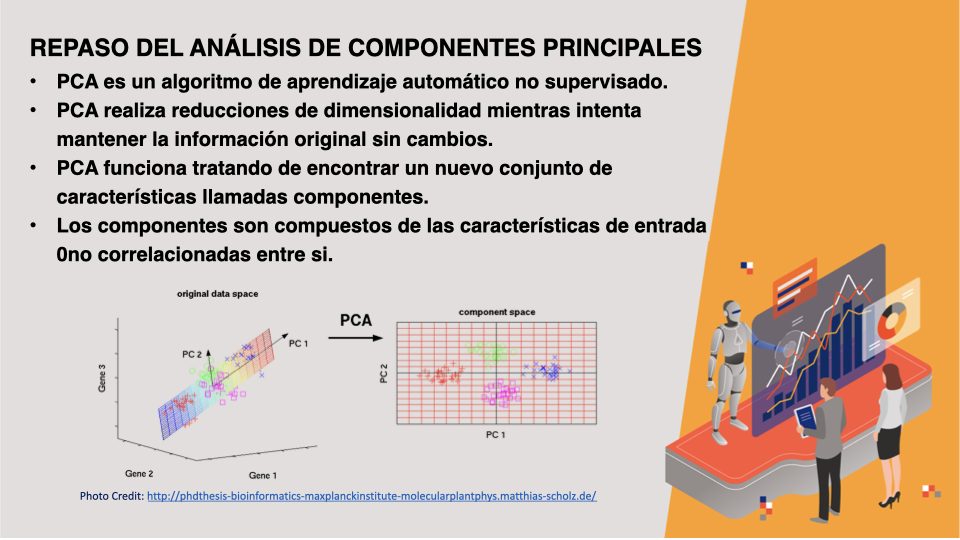 REPASO DEL ANÁLISIS DE COMPONENTES PRINCIPALES
• PCA es un algoritmo de aprendizaje automático no supervisado.
• PCA realiza reducciones de dimensionalidad mientras intenta
mantener la información original sin cambios.
• PCA funciona tratando de encontrar un nuevo conjunto de
características llamadas componentes.
• Los componentes son compuestos de las características de entrada
0no correlacionadas entre si.
original data space
PC 1
PC 2
Gene 3
Gene 2
Gene 1
PCA
component space
PC 2
PC 1
Photo Credit: http://phdthesis-bioinformatics-maxplanckinstitute-molecularplantphys.matthias-scholz.de/